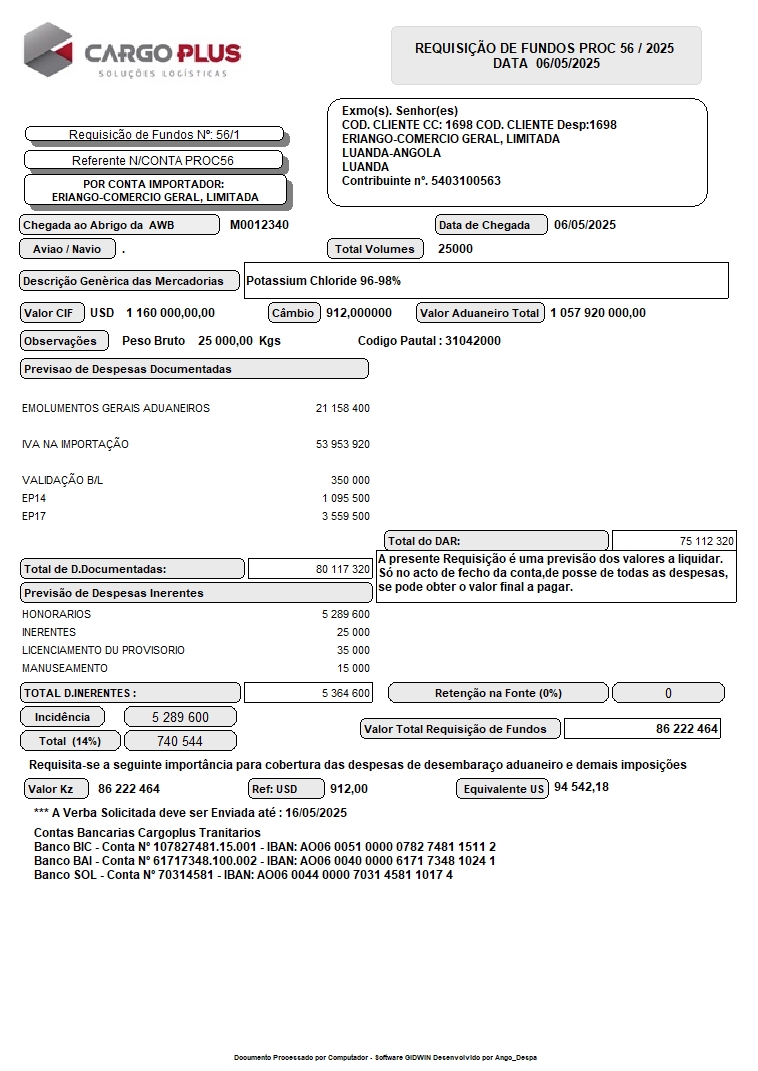 CARGO PLUS
SOLUÇÕES LOGÍSTICAS
REQUISIÇÃO DE FUNDOS PROC 56 / 2025
DATA 06/05/2025
Requisição de Fundos Nº: 56/1
Referente N/CONTA PROC56
POR CONTA IMPORTADOR:
ERIANGO-COMERCIO GERAL, LIMITADA
Exmo(s). Senhor(es)
COD. CLIENTE CC: 1698 COD. CLIENTE Desp:1698
ERIANGO-COMERCIO GERAL, LIMITADA
LUANDA-ANGOLA
LUANDA
Contribuinte nº. 5403100563
Chegada ao Abrigo da AWB M0012340 Data de Chegada 06/05/2025
Aviao / Navio . Total Volumes 25000
Descrição Genèrica das Mercadorias Potassium Chloride 96-98%
Valor CIF USD 1 160 000,00,00 Câmbio 912,000000 Valor Aduaneiro Total 1 057 920 000,00
Observações Peso Bruto 25 000,00 Kgs Codigo Pautal : 31042000
Previsao de Despesas Documentadas
EMOLUMENTOS GERAIS ADUANEIROS 21 158 400
IVA NA IMPORTAÇÃO 53 953 920
VALIDAÇÃO B/L 350 000
EP14 1 095 500
EP17 3 559 500
Total do DAR: 75 112 320
Total de D.Documentadas: 80 117 320
A presente Requisição é uma previsão dos valores a liquidar.
Só no acto de fecho da conta,de posse de todas as despesas,
se pode obter o valor final a pagar.
Previsão de Despesas Inerentes
HONORARIOS 5 289 600
INERENTES 25 000
LICENCIAMENTO DU PROVISORIO 35 000
MANUSEAMENTO 15 000
TOTAL D.INERENTES : 5 364 600 Retenção na Fonte (0%) 0
Incidência 5 289 600
Total (14%) 740 544
Valor Total Requisição de Fundos 86 222 464
Requisita-se a seguinte importância para cobertura das despesas de desembaraço aduaneiro e demais imposições
Valor Kz 86 222 464 Ref: USD 912,00 Equivalente US 94 542,18
*** A Verba Solicitada deve ser Enviada até : 16/05/2025
Contas Bancarias Cargoplus Tranitarios
Banco BIC - Conta Nº 107827481.15.001 - IBAN: AO06 0051 0000 0782 7481 1511 2
Banco BAI - Conta Nº 61717348.100.002 - IBAN: AO06 0040 0000 6171 7348 1024 1
Banco SOL - Conta Nº 70314581 - IBAN: AO06 0044 0000 7031 4581 1017 4
Documento Processado por Computador - Software GIDWIN Desenvolvido por Ango_Despa